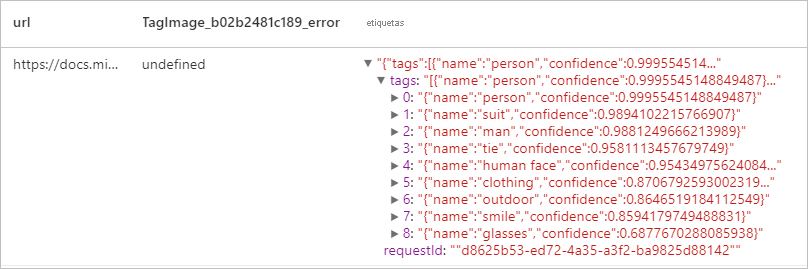 url TagImage_b02b2481c189_error etiquetas
https://docs.mi... undefined "{"tags":[{"name":"person","confidence":0.999554514..."
tags: "[{"name":"person","confidence":0.9995545148849487}..."
0: "{"name":"person","confidence":0.9995545148849487}"
1: "{"name":"suit","confidence":0.9894102215766907}"
2: "{"name":"man","confidence":0.9881249666213989}"
3: "{"name":"tie","confidence":0.9581113457679749}"
4: "{"name":"human face","confidence":0.95434975624084..."
5: "{"name":"clothing","confidence":0.8706792593002319..."
6: "{"name":"outdoor","confidence":0.8646519184112549}"
7: "{"name":"smile","confidence":0.8594179749488831}"
8: "{"name":"glasses","confidence":0.6877670288085938}"
requestId: ""d8625b53-ed72-4a35-a3f2-ba9825d88142""